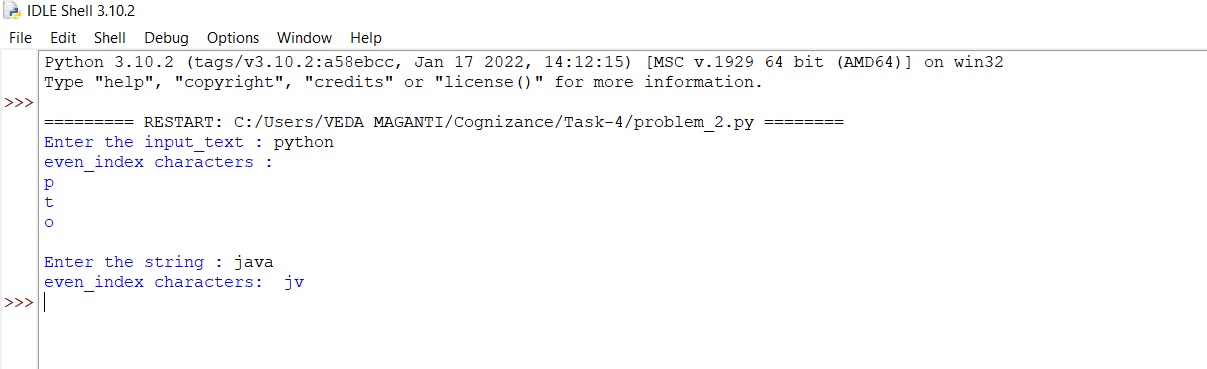 IDLE Shell 3.10.2
File Edit Shell Debug Options Window Help
Python 3.10.2 (tags/v3.10.2:a58ebcc, Jan 17 2022, 14:12:15) [MSC v.1929 64 bit (AMD64)] on win32
Type "help", "copyright", "credits" or "license()" for more information.
>>>
========= RESTART: C:/Users/VEDA MAGANTI/Cognizance/Task-4/problem_2.py ========
Enter the input_text : python
even_index characters :
p
t
o
Enter the string : java
even_index characters:  jv
>>>